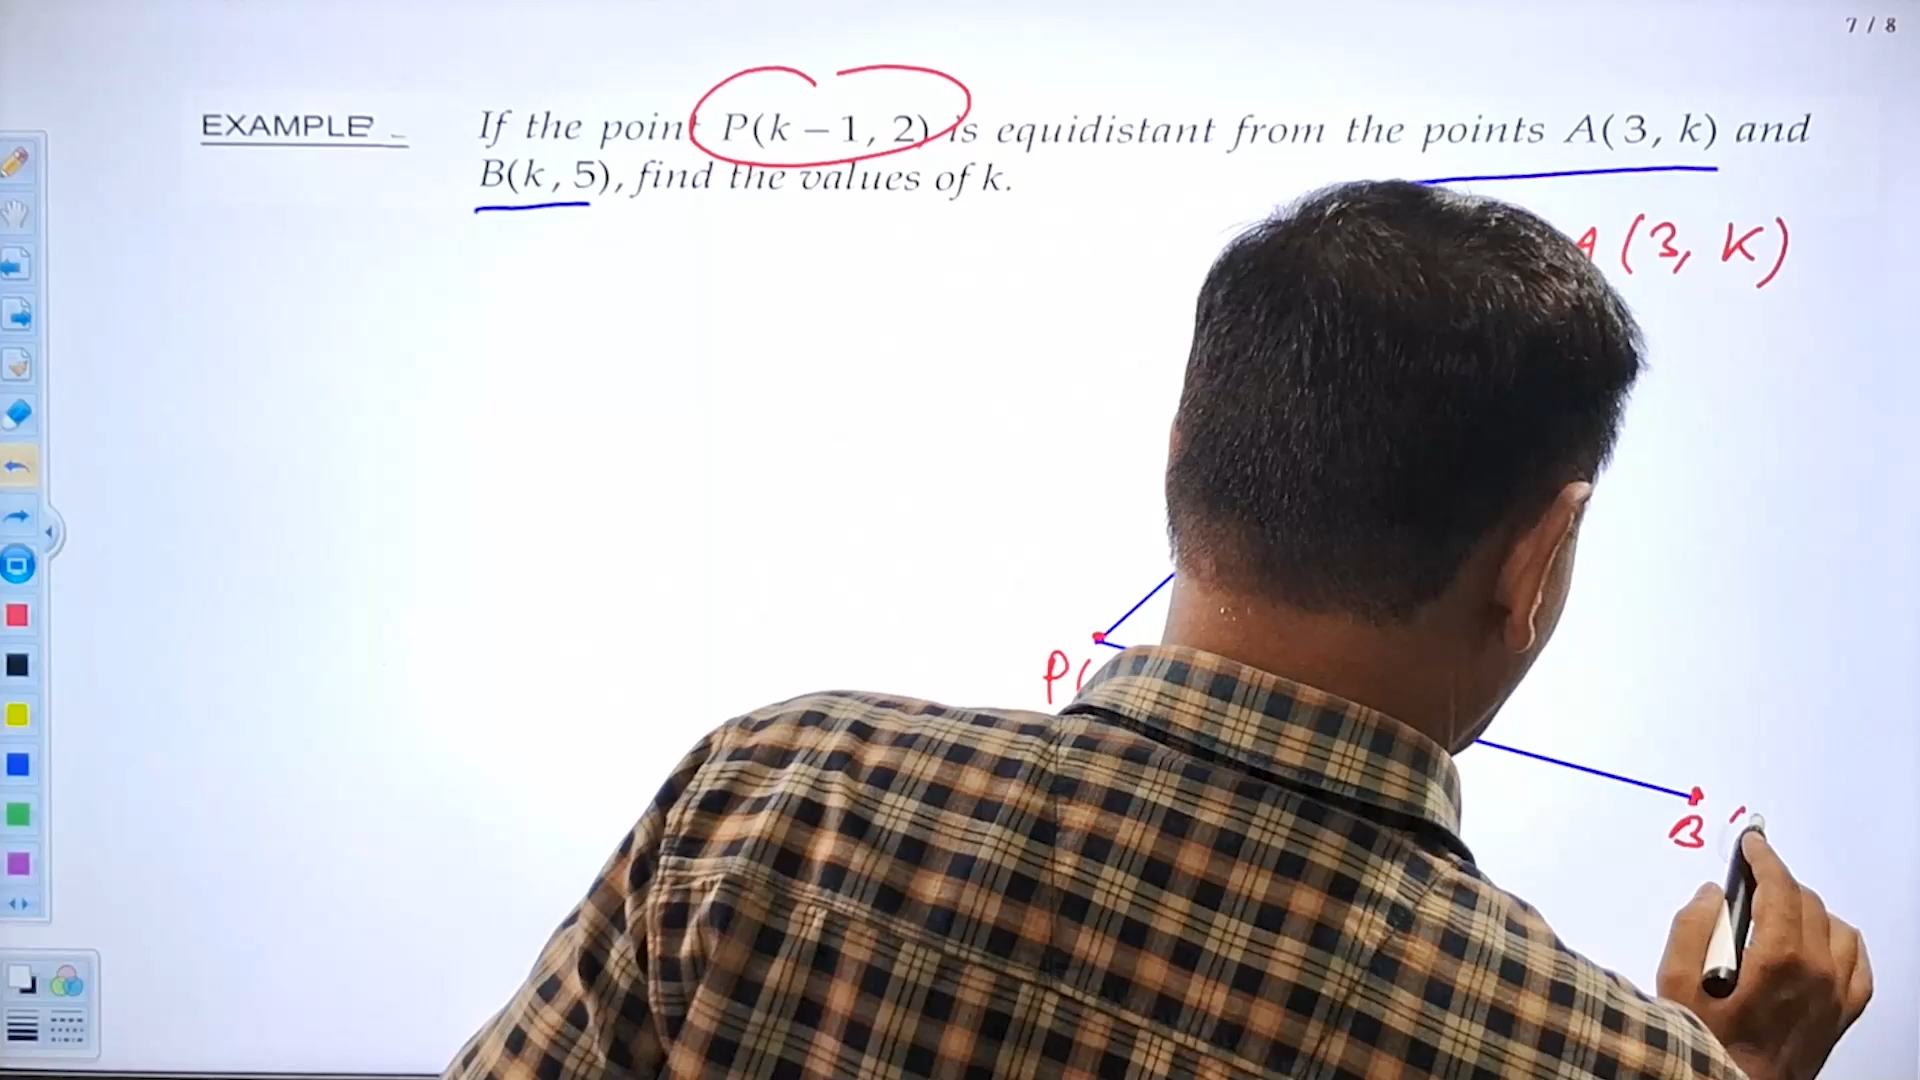 7 / 8
EXAMPLE If the point P(k – 1, 2) is equidistant from the points A(3, k) and
B(k, 5), find the values of k.
A (3, K)
P(
B (